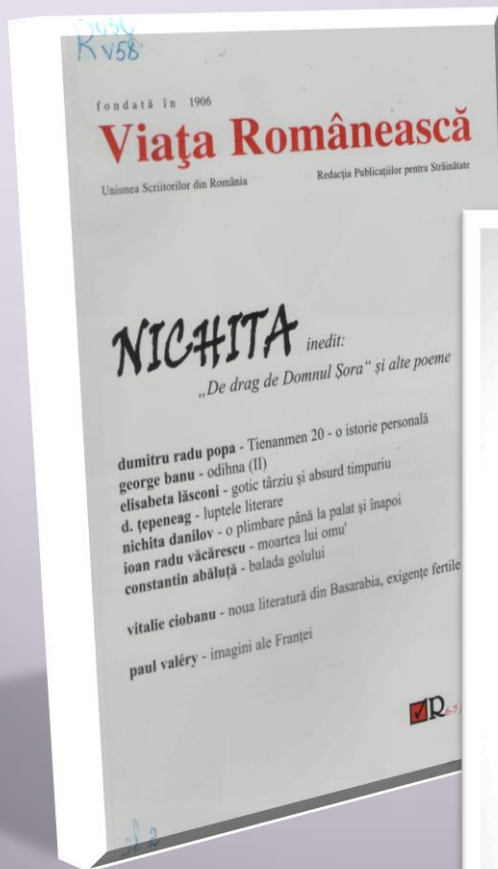 R V58
fondată în 1906
Viaţa Românească
Uniunea Scriitorilor din România Redacţia Publicaţiilor pentru Străinătate
NICHITA inedit:
„De drag de Domnul Şora“ şi alte poeme
dumitru radu popa - Tienanmen 20 - o istorie personală
george banu - odihna (II)
elisabeta lăsconi - gotic târziu şi absurd timpuriu
d. ţepeneag - luptele literare
nichita danilov - o plimbare până la palat şi înapoi
ioan radu văcărescu - moartea lui omu'
constantin abăluţă - balada golului
vitalie ciobanu - noua literatură din Basarabia, exigenţe fertile
paul valéry - imagini ale Franţei
R 6-7